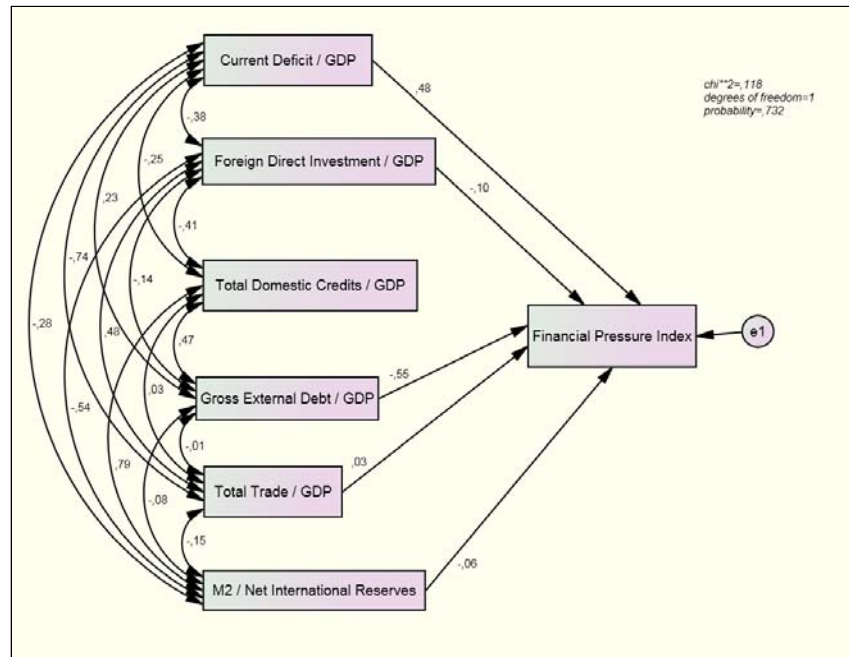 Current Deficit / GDP
,48
chi**2=,118
degrees of freedom=1
probability=,732
-,38
Foreign Direct Investment / GDP
-,10
-,25
,23
-,41
-,74
Total Domestic Credits / GDP
-,14
-,28
,48
Financial Pressure Index
e1
,47
,03
-,55
Gross External Debt / GDP
-,54
-,01
,79
,03
Total Trade / GDP
-,08
-,15
-,06
M2 / Net International Reserves